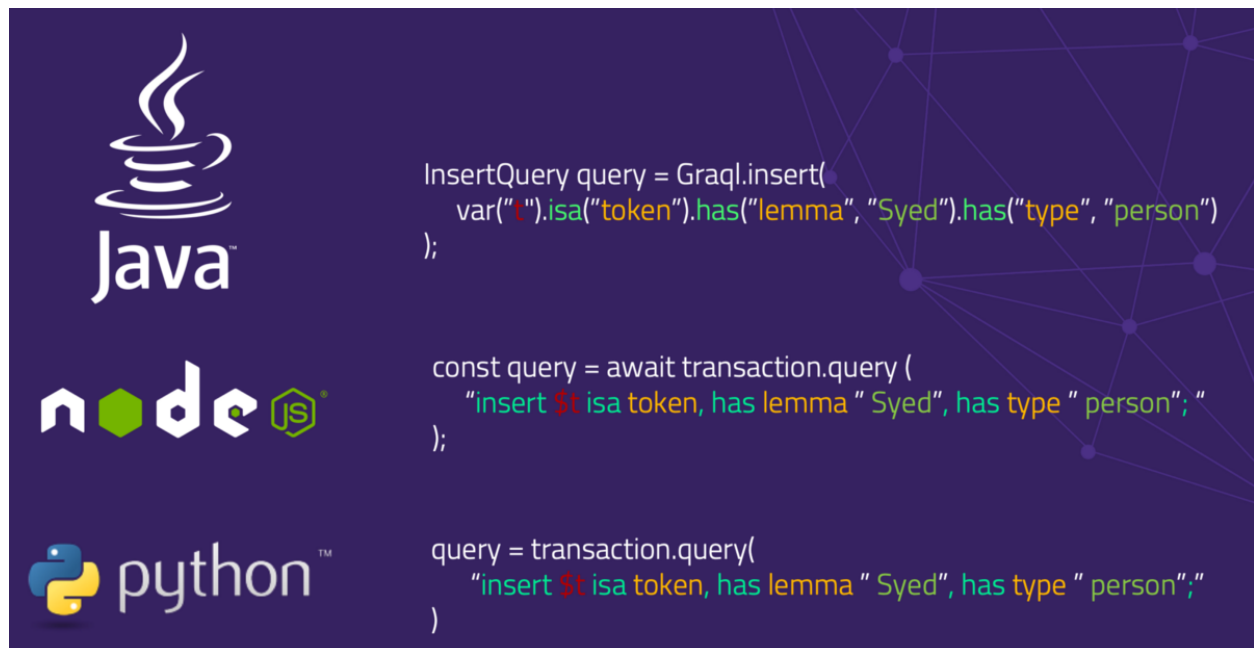 Java™
InsertQuery query = Graql.insert(
var("t").isa("token").has("lemma", "Syed").has("type", "person")
);
node JS®
const query = await transaction.query (
“insert $t isa token, has lemma ” Syed”, has type ” person”; “
);
python™
query = transaction.query(
“insert $t isa token, has lemma ” Syed”, has type ” person”;“
)